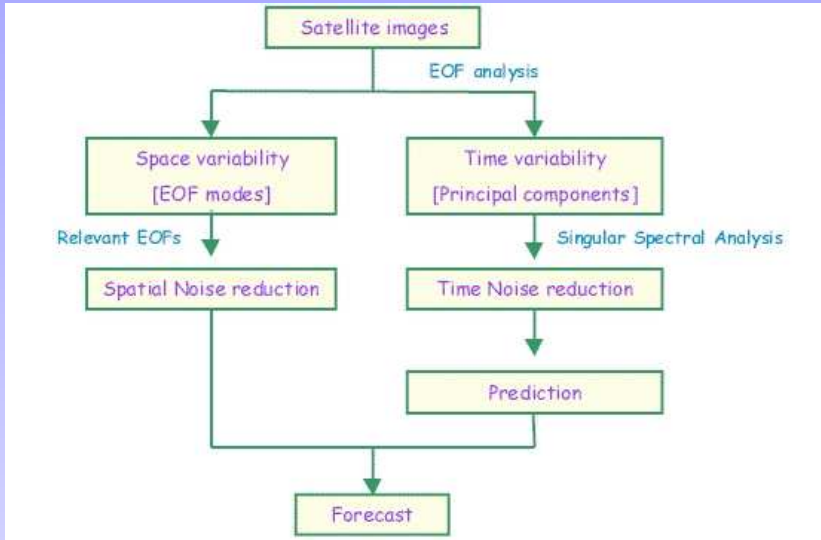 Satellite images
EOF analysis
Space variability
[EOF modes]
Time variability
[Principal components]
Relevant EOFs
Singular Spectral Analysis
Spatial Noise reduction
Time Noise reduction
Prediction
Forecast